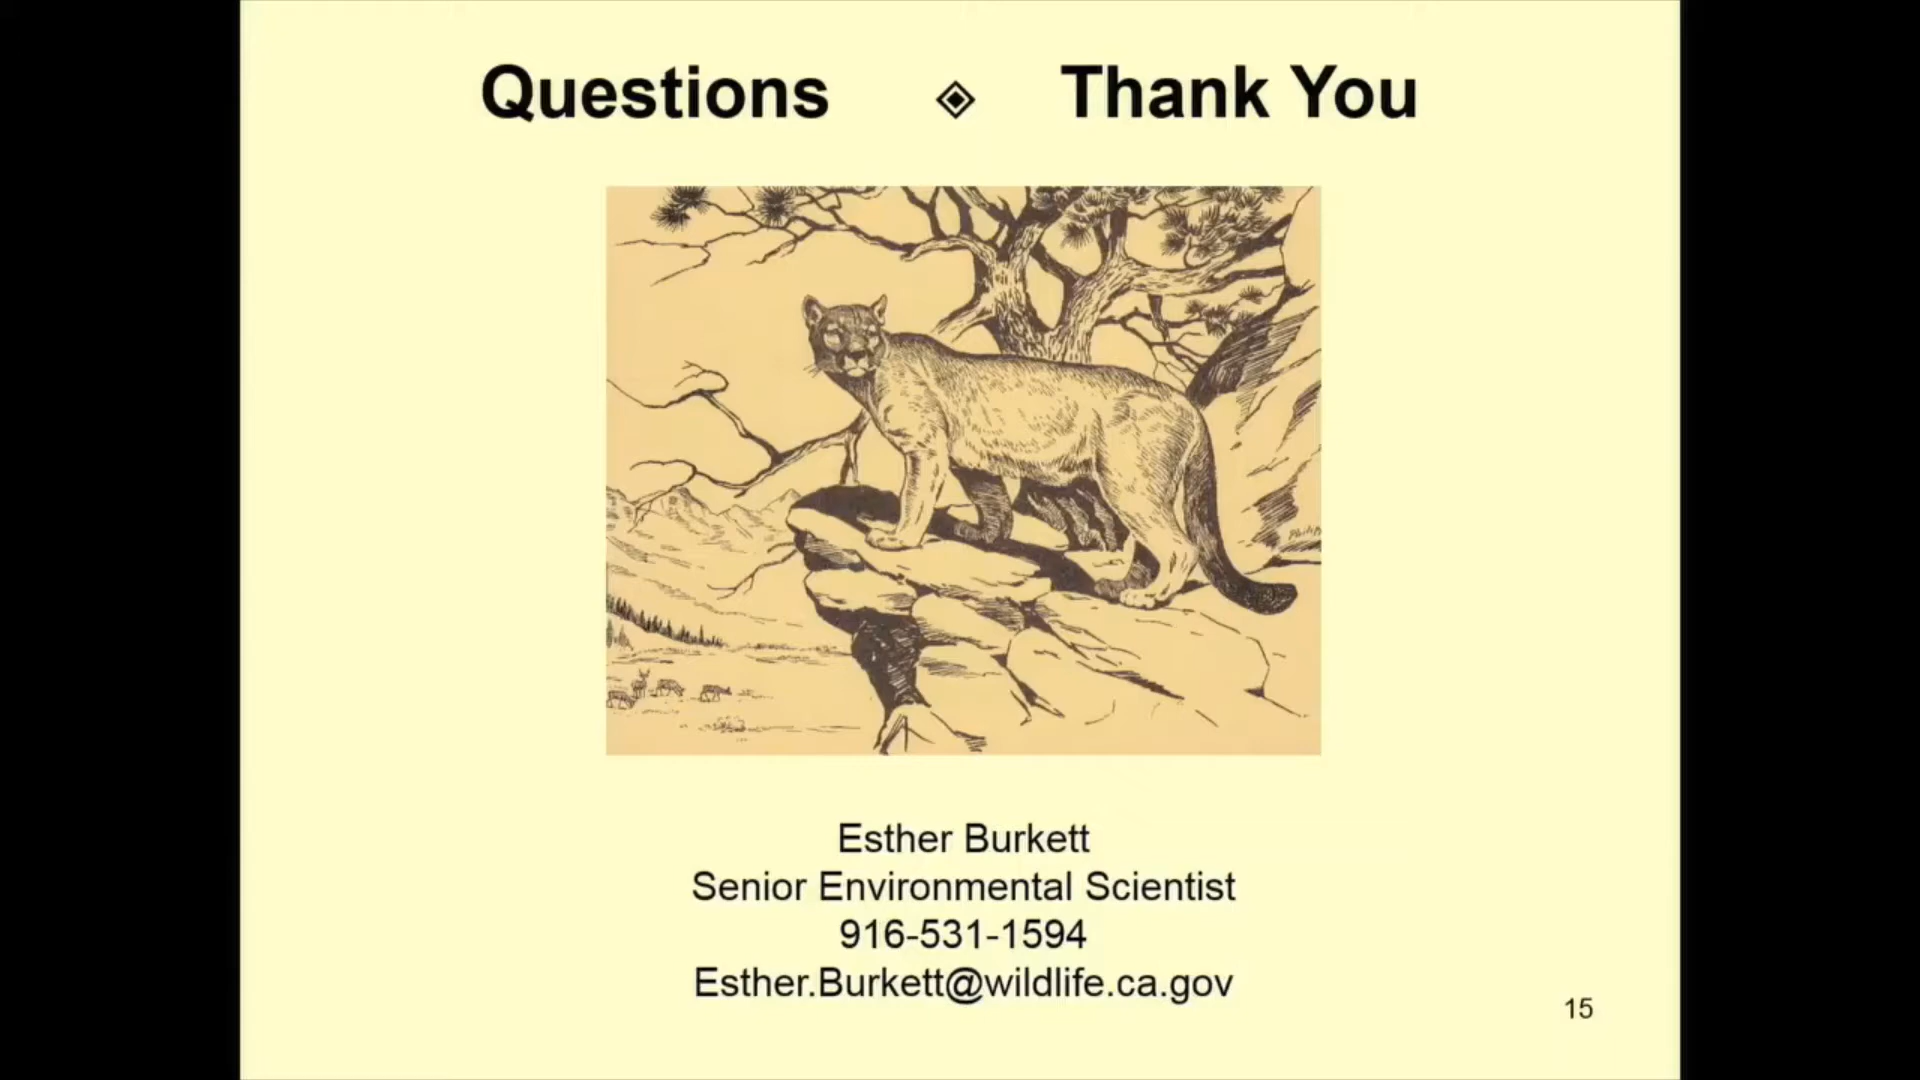 Questions ◈ Thank You
Esther Burkett
Senior Environmental Scientist
916-531-1594
Esther.Burkett@wildlife.ca.gov
15